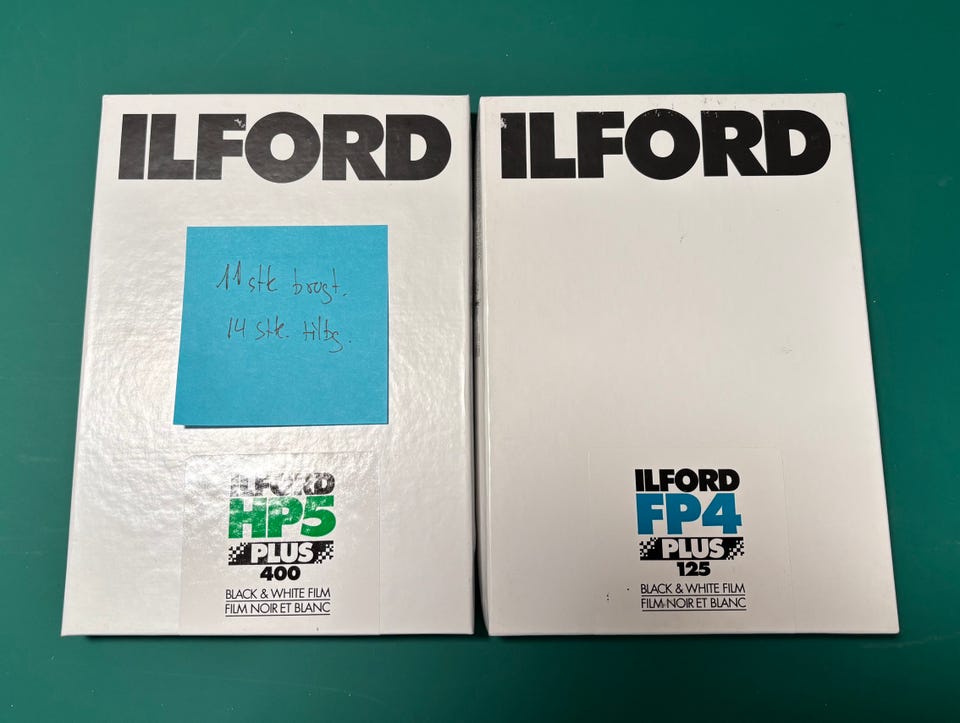 ILFORD
11 stk brugt.
14 stk. tilbg.
ILFORD
HP5
PLUS
400
BLACK & WHITE FILM
FILM NOIR ET BLANC
ILFORD
ILFORD
FP4
PLUS
125
BLACK & WHITE FILM
FILM NOIR ET BLANC